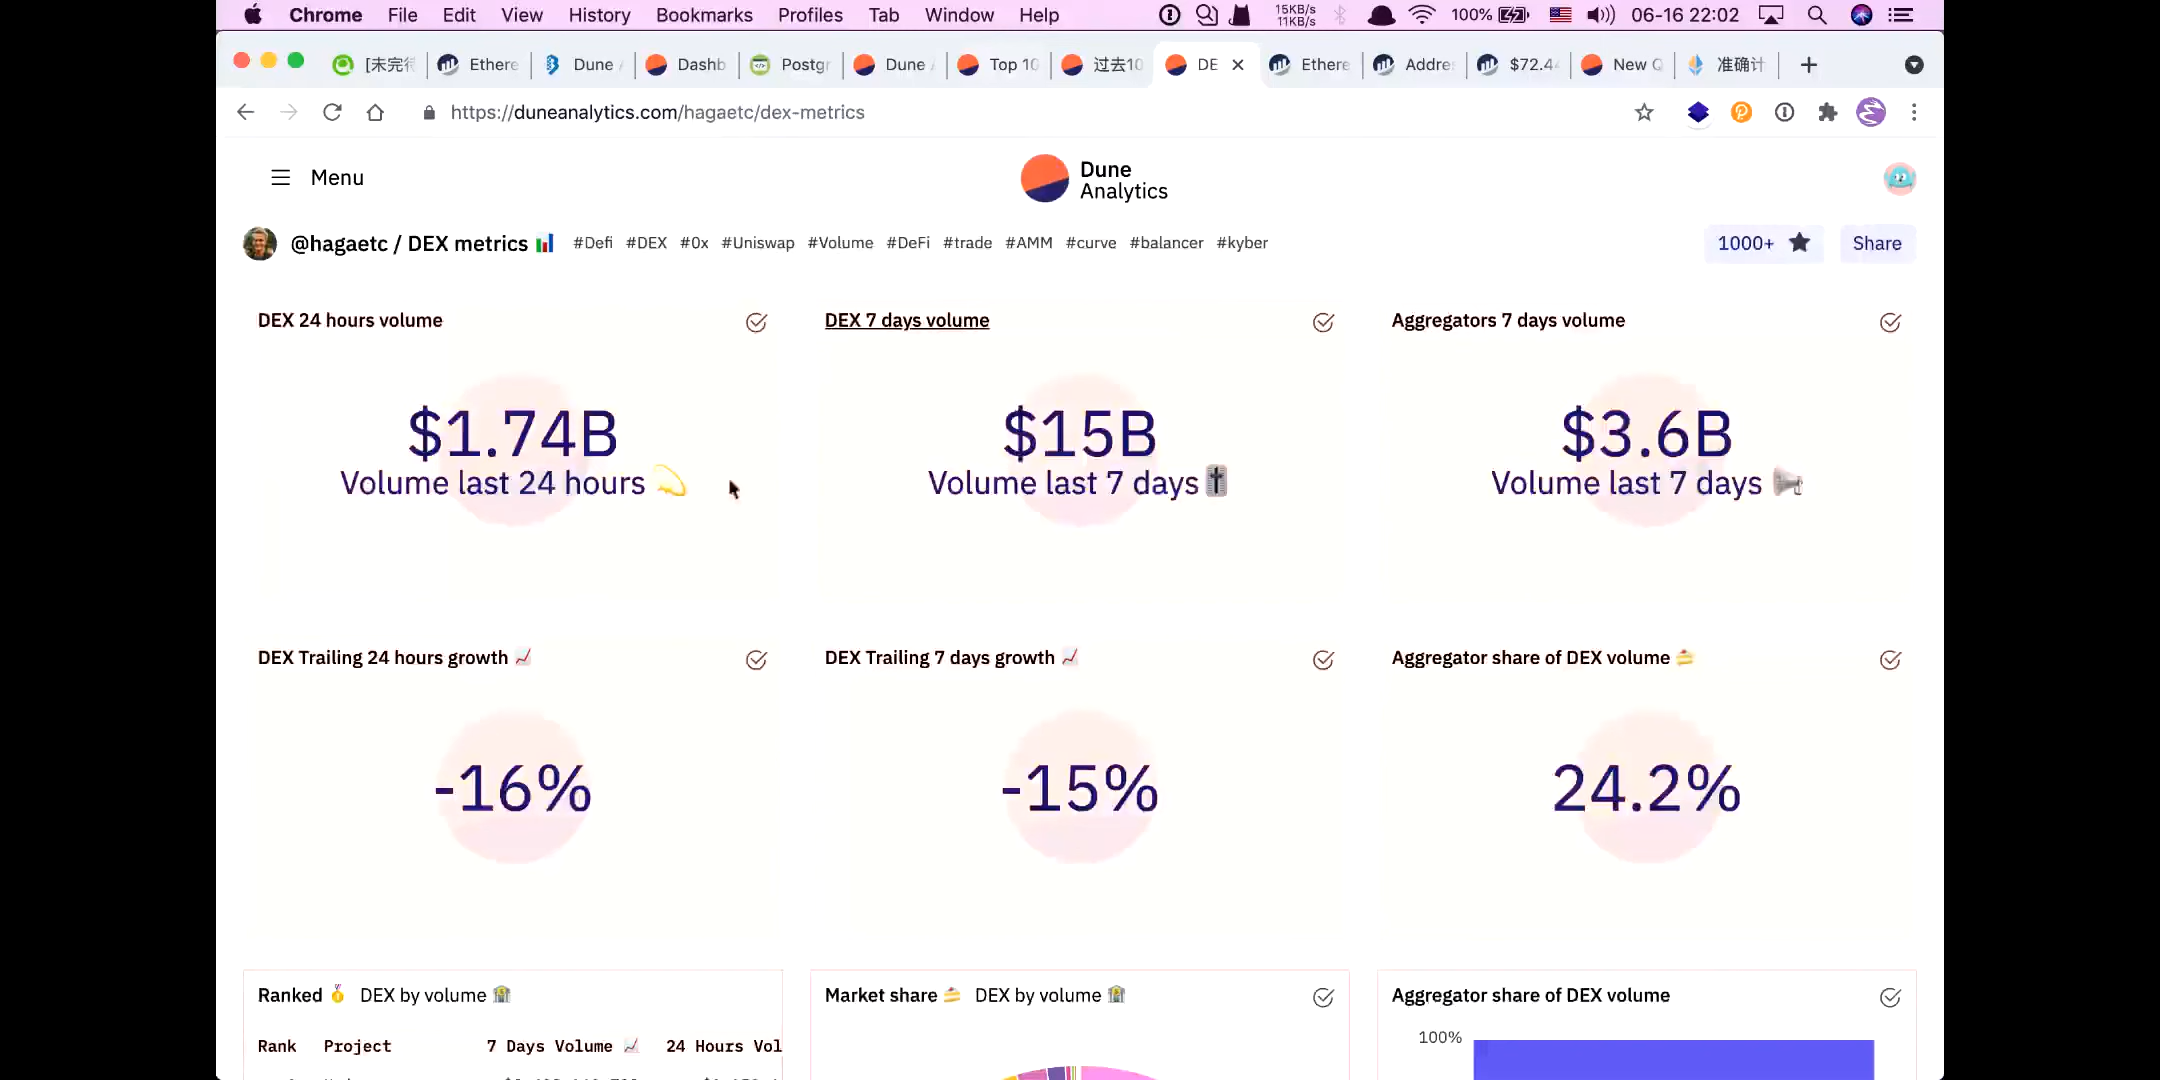 Chrome File Edit View History Bookmarks Profiles Tab Window Help 15KB/s 11KB/s 100% 06-16 22:02
Ethere Dune Dashb Postgr Dune Top 10 过去10 DE Ethere Addre $72.4 New Q 准确计
https://duneanalytics.com/hagaetc/dex-metrics
Menu
Dune
Analytics
@hagaetc / DEX metrics #Defi #DEX #0x #Uniswap #Volume #DeFi #trade #AMM #curve #balancer #kyber
1000+ Share
DEX 24 hours volume
$1.74B
Volume last 24 hours
DEX 7 days volume
$15B
Volume last 7 days
Aggregators 7 days volume
$3.6B
Volume last 7 days
DEX Trailing 24 hours growth
-16%
DEX Trailing 7 days growth
-15%
Aggregator share of DEX volume
24.2%
Ranked DEX by volume
Rank Project 7 Days Volume 24 Hours Vol
Market share DEX by volume
Aggregator share of DEX volume
100%